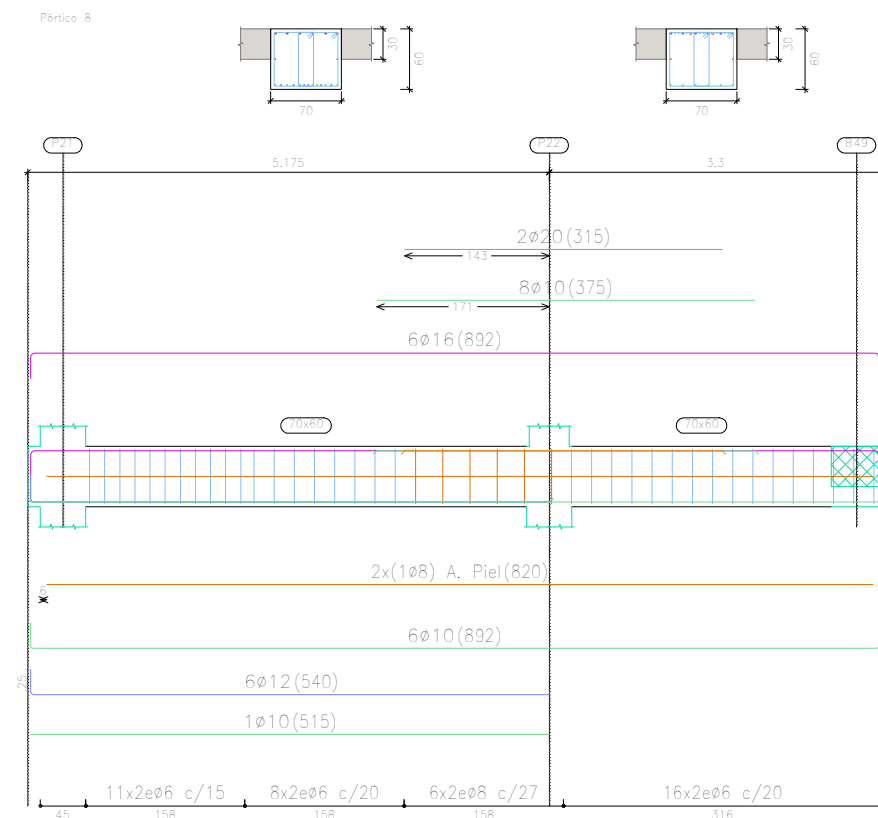 Pórtico 8
30
60
70
30
60
70
P21
P22
B49
5.175
3.3
2ø20(315)
143
8ø10(375)
171
6ø16(892)
70x60
70x60
2x(1ø8) A. Piel(820)
6
6ø10(892)
25
6ø12(540)
1ø10(515)
11x2eø6 c/15
8x2eø6 c/20
6x2eø8 c/27
16x2eø6 c/20
45
158
158
158
316